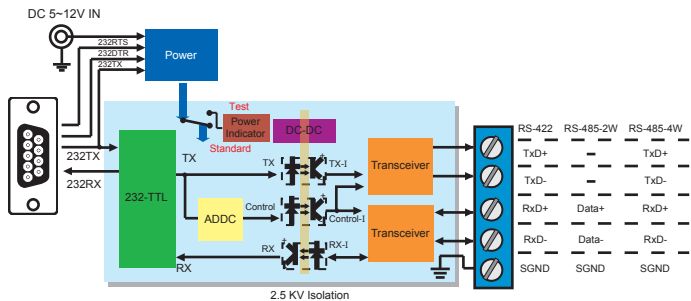 DC 5~12V IN
232RTS
232DTR
232TX
Power
Test
Power
Indicator
DC-DC
Standard
232TX
232RX
232-TTL
TX
TX
TX-I
Transceiver
ADDC
Control
Control-I
RX
RX
RX-I
Transceiver
2.5 KV Isolation
RS-422 RS-485-2W RS-485-4W
TxD+ – TxD+
TxD- – TxD-
RxD+ Data+ RxD+
RxD- Data- RxD-
SGND SGND SGND